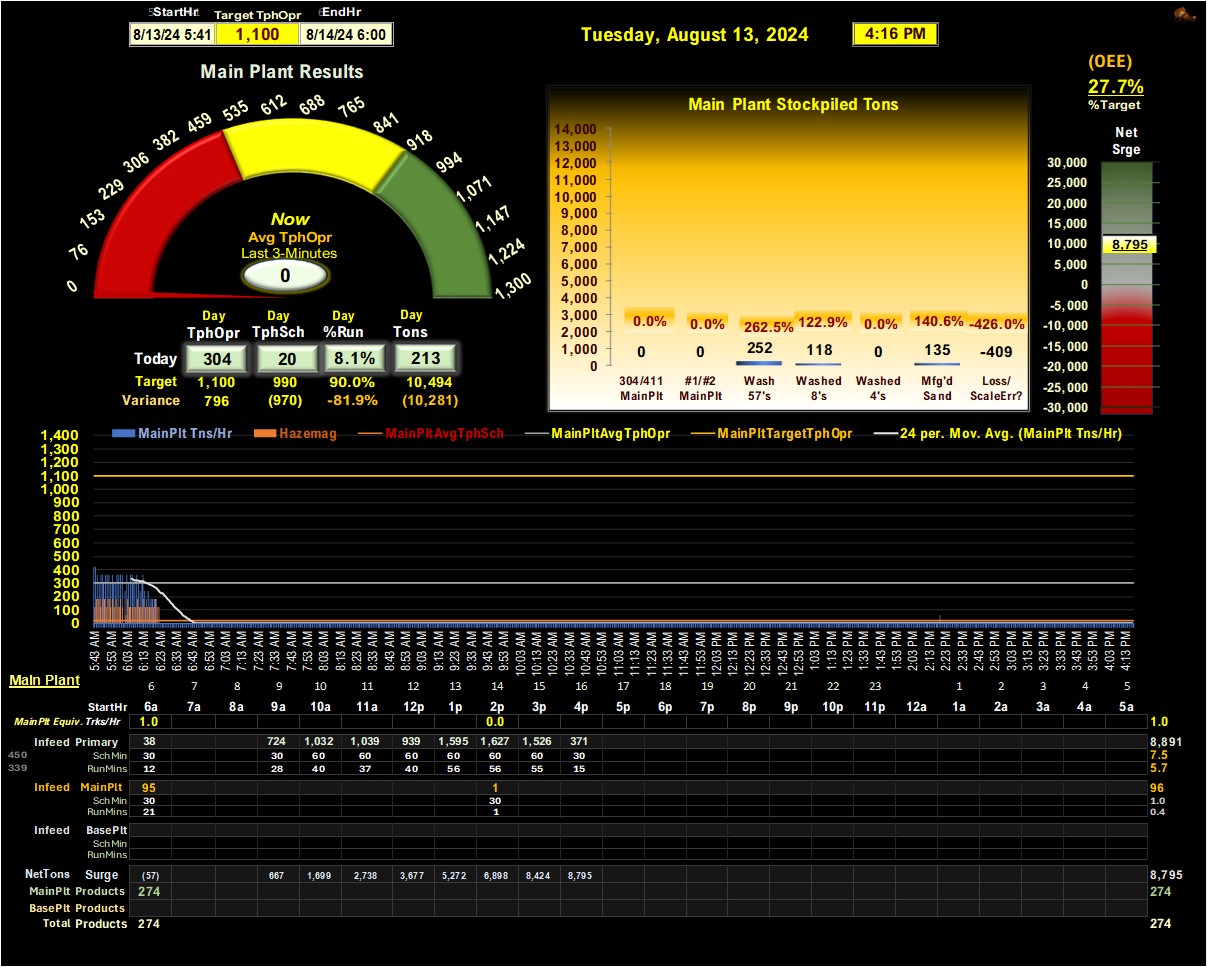 StartHr Target TphOpr EndHr
8/13/24 5:41 1,100 8/14/24 6:00
Tuesday, August 13, 2024 4:16 PM
(OEE)
27.7%
%Target
Main Plant Results
0 76 153 229 306 382 459 535 612 688 765 841 918 994 1,071 1,147 1,224 1,300
Now
Avg TphOpr
Last 3-Minutes
0
Day Day Day Day
TphOpr TphSch %Run Tons
Today 304 20 8.1% 213
Target 1,100 990 90.0% 10,494
Variance 796 (970) -81.9% (10,281)
Main Plant Stockpiled Tons
14,000
13,000
12,000
11,000
10,000
9,000
8,000
7,000
6,000
5,000
4,000
3,000
2,000
1,000
0
0.0% 0.0% 262.5% 122.9% 0.0% 140.6% -426.0%
0 0 252 118 0 135 -409
304/411 #1/#2 Wash Washed Washed Mfg'd Loss/
MainPlt MainPlt 57's 8's 4's Sand ScaleErr?
Net
Srge
30,000
25,000
20,000
15,000
10,000
5,000
0
-5,000
-10,000
-15,000
-20,000
-25,000
-30,000
8,795
MainPlt Tns/Hr Hazemag MainPltAvgTphSch MainPltAvgTphOpr MainPltTargetTphOpr 24 per. Mov. Avg. (MainPlt Tns/Hr)
1,400
1,300
1,200
1,100
1,000
900
800
700
600
500
400
300
200
100
0
5:43 AM 5:53 AM 6:03 AM 6:13 AM 6:23 AM 6:33 AM 6:43 AM 6:53 AM 7:03 AM 7:13 AM 7:23 AM 7:33 AM 7:43 AM 7:53 AM 8:03 AM 8:13 AM 8:23 AM 8:33 AM 8:43 AM 8:53 AM 9:03 AM 9:13 AM 9:23 AM 9:33 AM 9:43 AM 9:53 AM 10:03 AM 10:13 AM 10:23 AM 10:33 AM 10:43 AM 10:53 AM 11:03 AM 11:13 AM 11:23 AM 11:33 AM 11:43 AM 11:53 AM 12:03 PM 12:13 PM 12:23 PM 12:33 PM 12:43 PM 12:53 PM 1:03 PM 1:13 PM 1:23 PM 1:33 PM 1:43 PM 1:53 PM 2:03 PM 2:13 PM 2:23 PM 2:33 PM 2:43 PM 2:53 PM 3:03 PM 3:13 PM 3:23 PM 3:33 PM 3:43 PM 3:53 PM 4:03 PM 4:13 PM
Main Plant 6 7 8 9 10 11 12 13 14 15 16 17 18 19 20 21 22 23 1 2 3 4 5
StartHr 6a 7a 8a 9a 10a 11a 12p 1p 2p 3p 4p 5p 6p 7p 8p 9p 10p 11p 12a 1a 2a 3a 4a 5a
MainPlt Equiv. Trks/Hr 1.0 0.0 1.0
Infeed Primary 38 724 1,032 1,039 939 1,595 1,627 1,526 371 8,891
450 Sch Min 30 30 60 60 60 60 60 60 30 7.5
339 RunMins 12 28 40 37 40 56 56 55 15 5.7
Infeed MainPlt 95 1 96
Sch Min 30 30 1.0
RunMins 21 1 0.4
Infeed BasePlt
Sch Min
RunMins
NetTons Surge (57) 667 1,699 2,738 3,677 5,272 6,898 8,424 8,795 8,795
MainPlt Products 274 274
BasePlt Products
Total Products 274 274